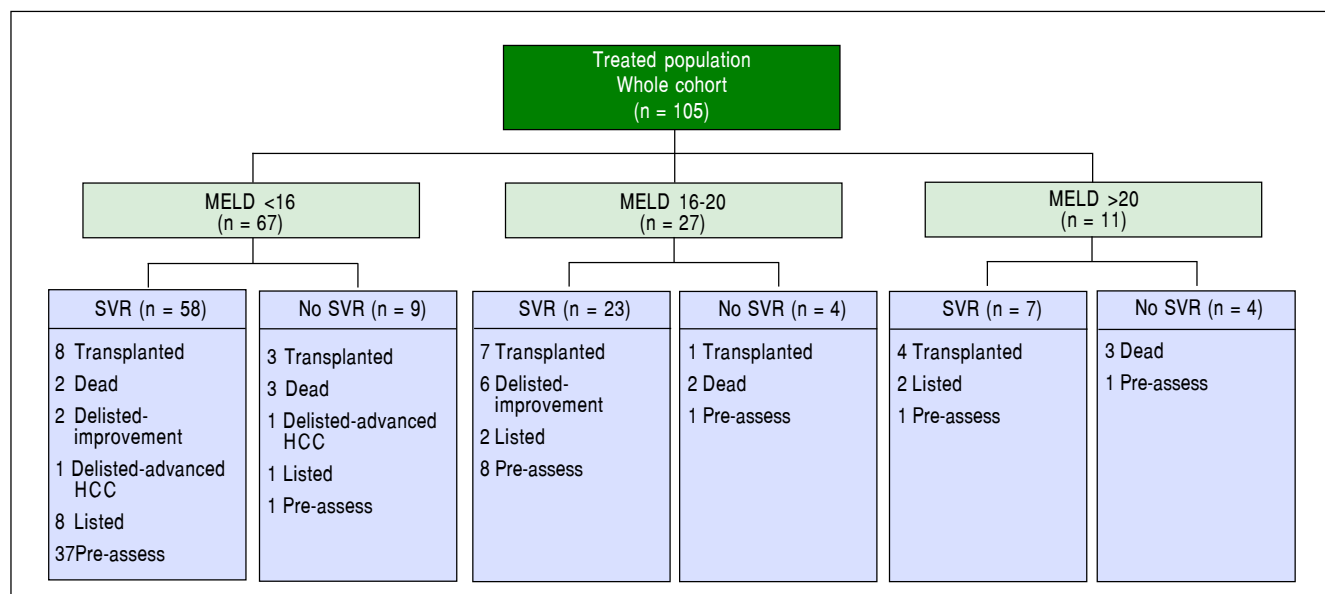 Treated population
Whole cohort
(n = 105)
MELD <16
(n = 67)
MELD 16-20
(n = 27)
MELD >20
(n = 11)
SVR (n = 58)
8 Transplanted
2 Dead
2 Delisted-
improvement
1 Delisted-advanced
HCC
8 Listed
37Pre-assess
No SVR (n = 9)
3 Transplanted
3 Dead
1 Delisted-advanced
HCC
1 Listed
1 Pre-assess
SVR (n = 23)
7 Transplanted
6 Delisted-
improvement
2 Listed
8 Pre-assess
No SVR (n = 4)
1 Transplanted
2 Dead
1 Pre-assess
SVR (n = 7)
4 Transplanted
2 Listed
1 Pre-assess
No SVR (n = 4)
3 Dead
1 Pre-assess